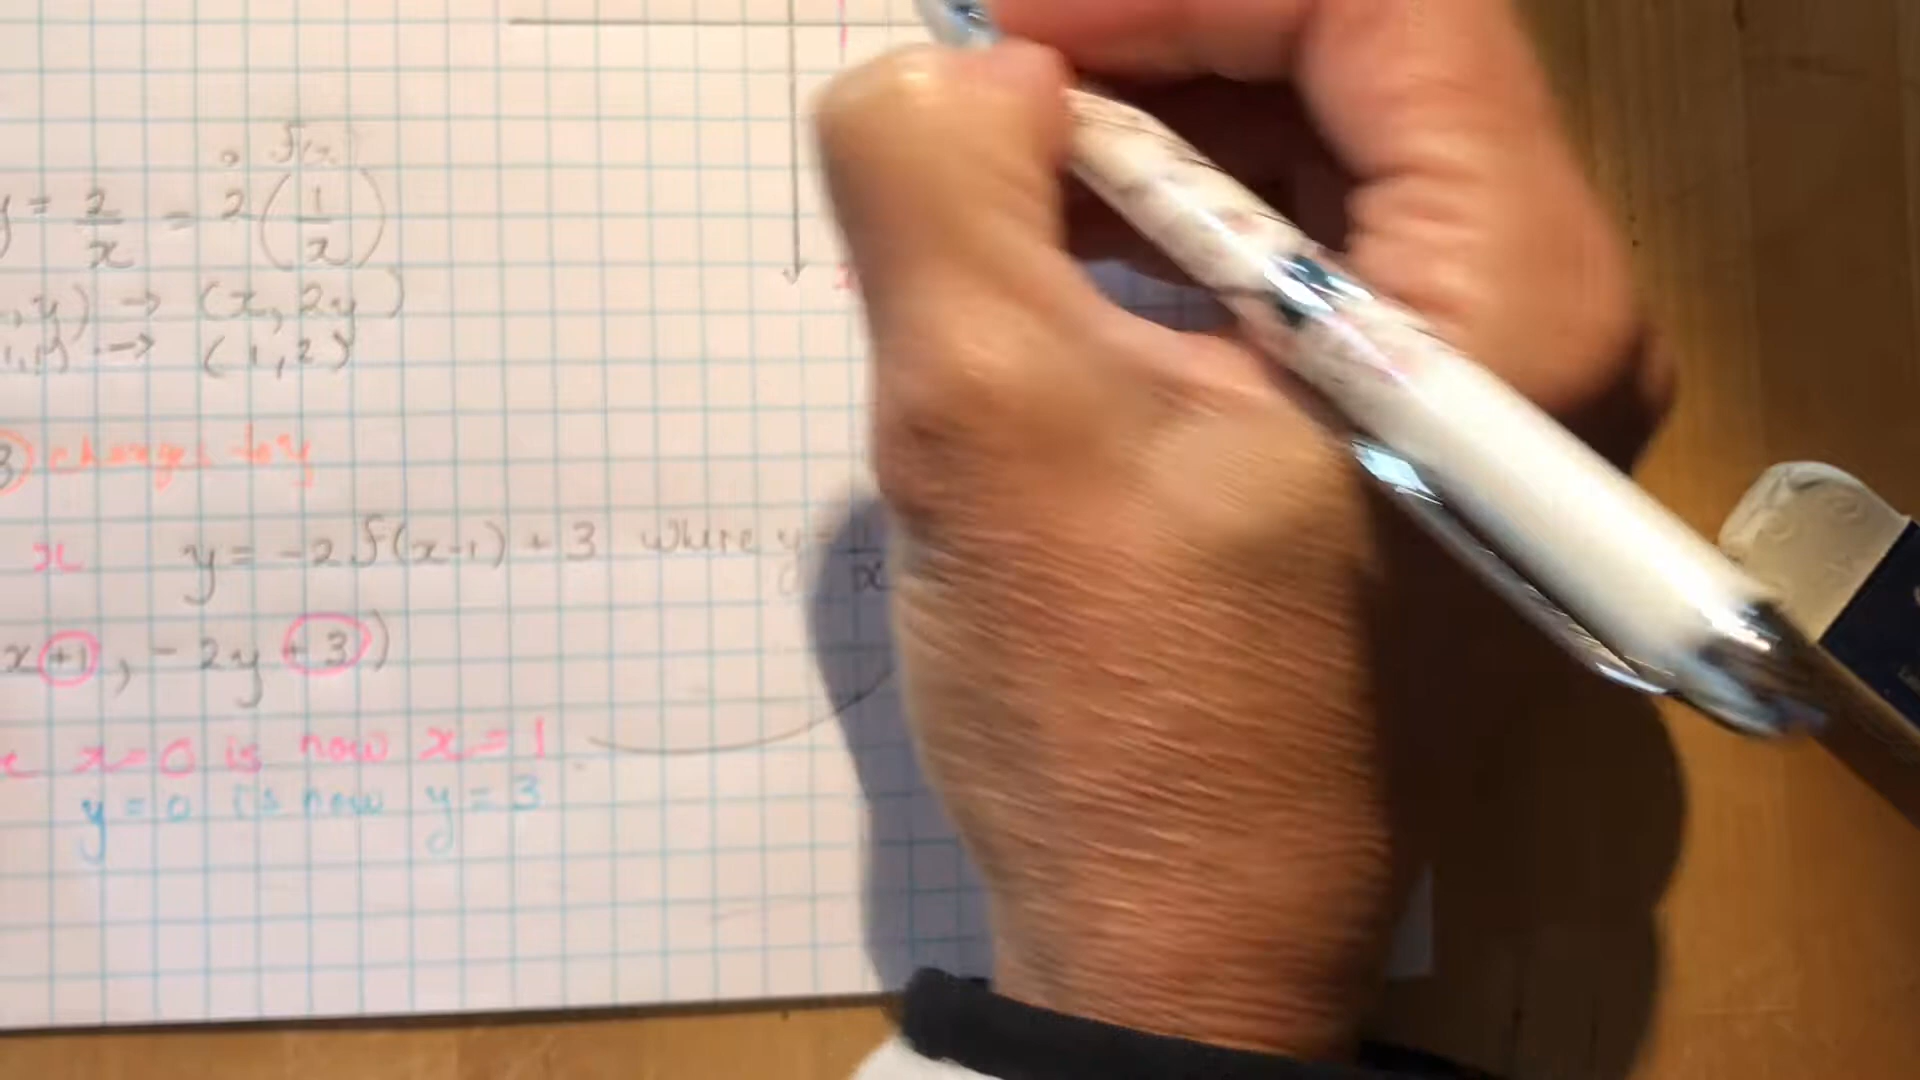 y = 2/x = 2(1/x)
,y) → (x, 2y)
1,1) → (1,2)
3) changes to y
x y = -2f(x-1) + 3 where y = 1/x
x+1, -2y +3)
e x=0 is now x=1
y=0 is now y=3